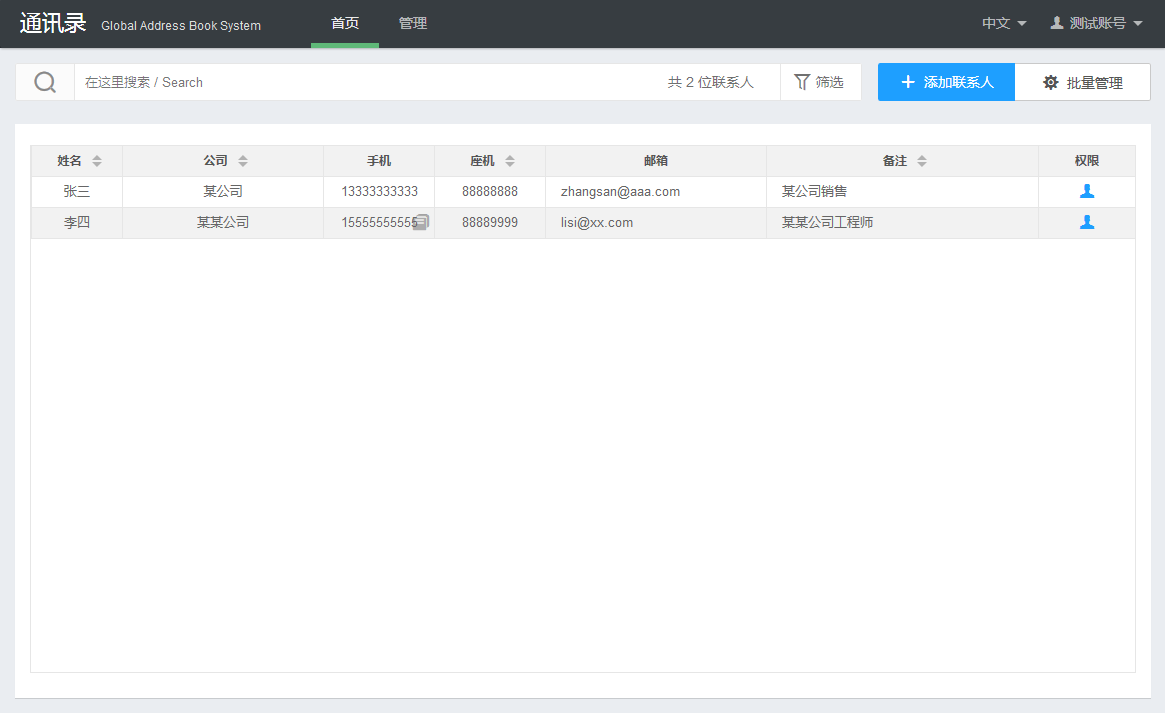 通讯录 Global Address Book System 首页 管理 中文 测试账号
在这里搜索 / Search 共 2 位联系人 筛选 添加联系人 批量管理
姓名 公司 手机 座机 邮箱 备注 权限
张三 某公司 13333333333 88888888 zhangsan@aaa.com 某公司销售
李四 某某公司 15555555555 88889999 lisi@xx.com 某某公司工程师